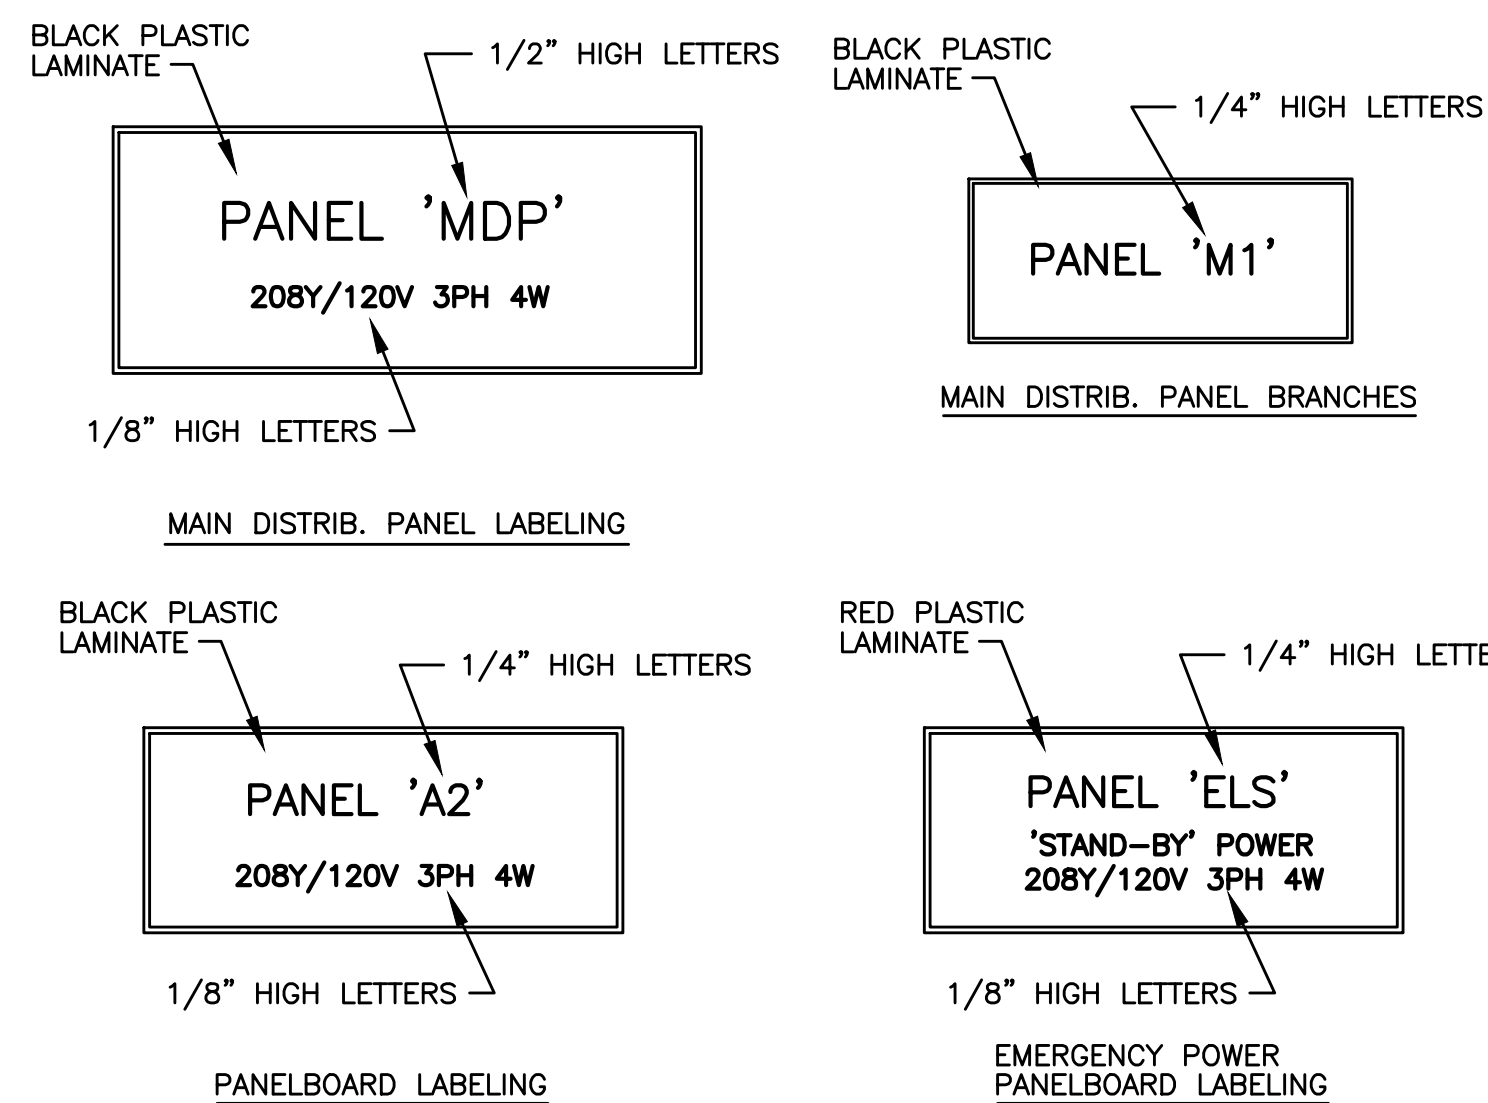 BLACK PLASTIC
LAMINATE
1/2" HIGH LETTERS
PANEL 'MDP'
208Y/120V 3PH 4W
1/8" HIGH LETTERS
MAIN DISTRIB. PANEL LABELING
BLACK PLASTIC
LAMINATE
1/4" HIGH LETTERS
PANEL 'M1'
MAIN DISTRIB. PANEL BRANCHES
BLACK PLASTIC
LAMINATE
1/4" HIGH LETTERS
PANEL 'A2'
208Y/120V 3PH 4W
1/8" HIGH LETTERS
PANELBOARD LABELING
RED PLASTIC
LAMINATE
1/4" HIGH
PANEL 'ELS'
'STAND-BY' POWER
208Y/120V 3PH 4W
1/8" HIGH LETTERS
EMERGENCY POWER
PANELBOARD LABELING